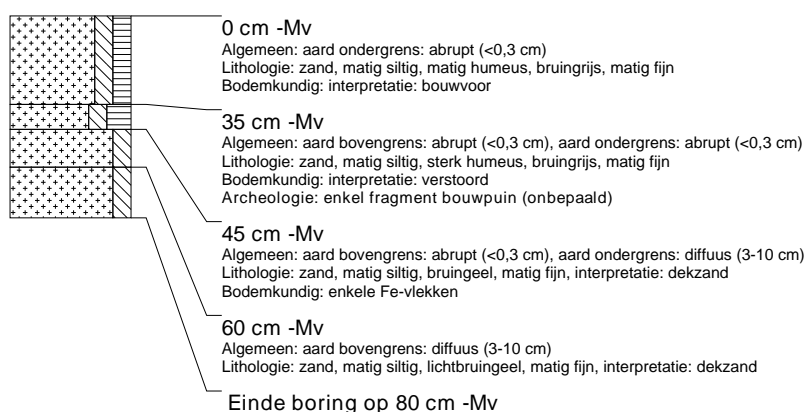 0 cm -Mv
Algemeen: aard ondergrens: abrupt (<0,3 cm)
Lithologie: zand, matig siltig, matig humeus, bruingrijs, matig fijn
Bodemkundig: interpretatie: bouwvoor
35 cm -Mv
Algemeen: aard bovengrens: abrupt (<0,3 cm), aard ondergrens: abrupt (<0,3 cm)
Lithologie: zand, matig siltig, sterk humeus, bruingrijs, matig fijn
Bodemkundig: interpretatie: verstoord
Archeologie: enkel fragment bouwpuin (onbepaald)
45 cm -Mv
Algemeen: aard bovengrens: abrupt (<0,3 cm), aard ondergrens: diffuus (3-10 cm)
Lithologie: zand, matig siltig, bruingeel, matig fijn, interpretatie: dekzand
Bodemkundig: enkele Fe-vlekken
60 cm -Mv
Algemeen: aard bovengrens: diffuus (3-10 cm)
Lithologie: zand, matig siltig, lichtbruingeel, matig fijn, interpretatie: dekzand
Einde boring op 80 cm -Mv